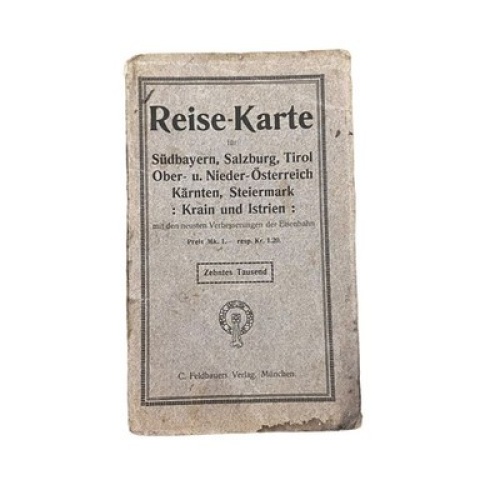 Reise-Karte
für
Südbayern, Salzburg, Tirol
Ober- u. Nieder-Österreich
Kärnten, Steiermark
: Krain und Istrien :
mit den neusten Verbesserungen der Eisenbahn
Preis Mk. 1.— resp. Kr. 1.20.
Zehntes Tausend
C. Feldbauers Verlag, München.